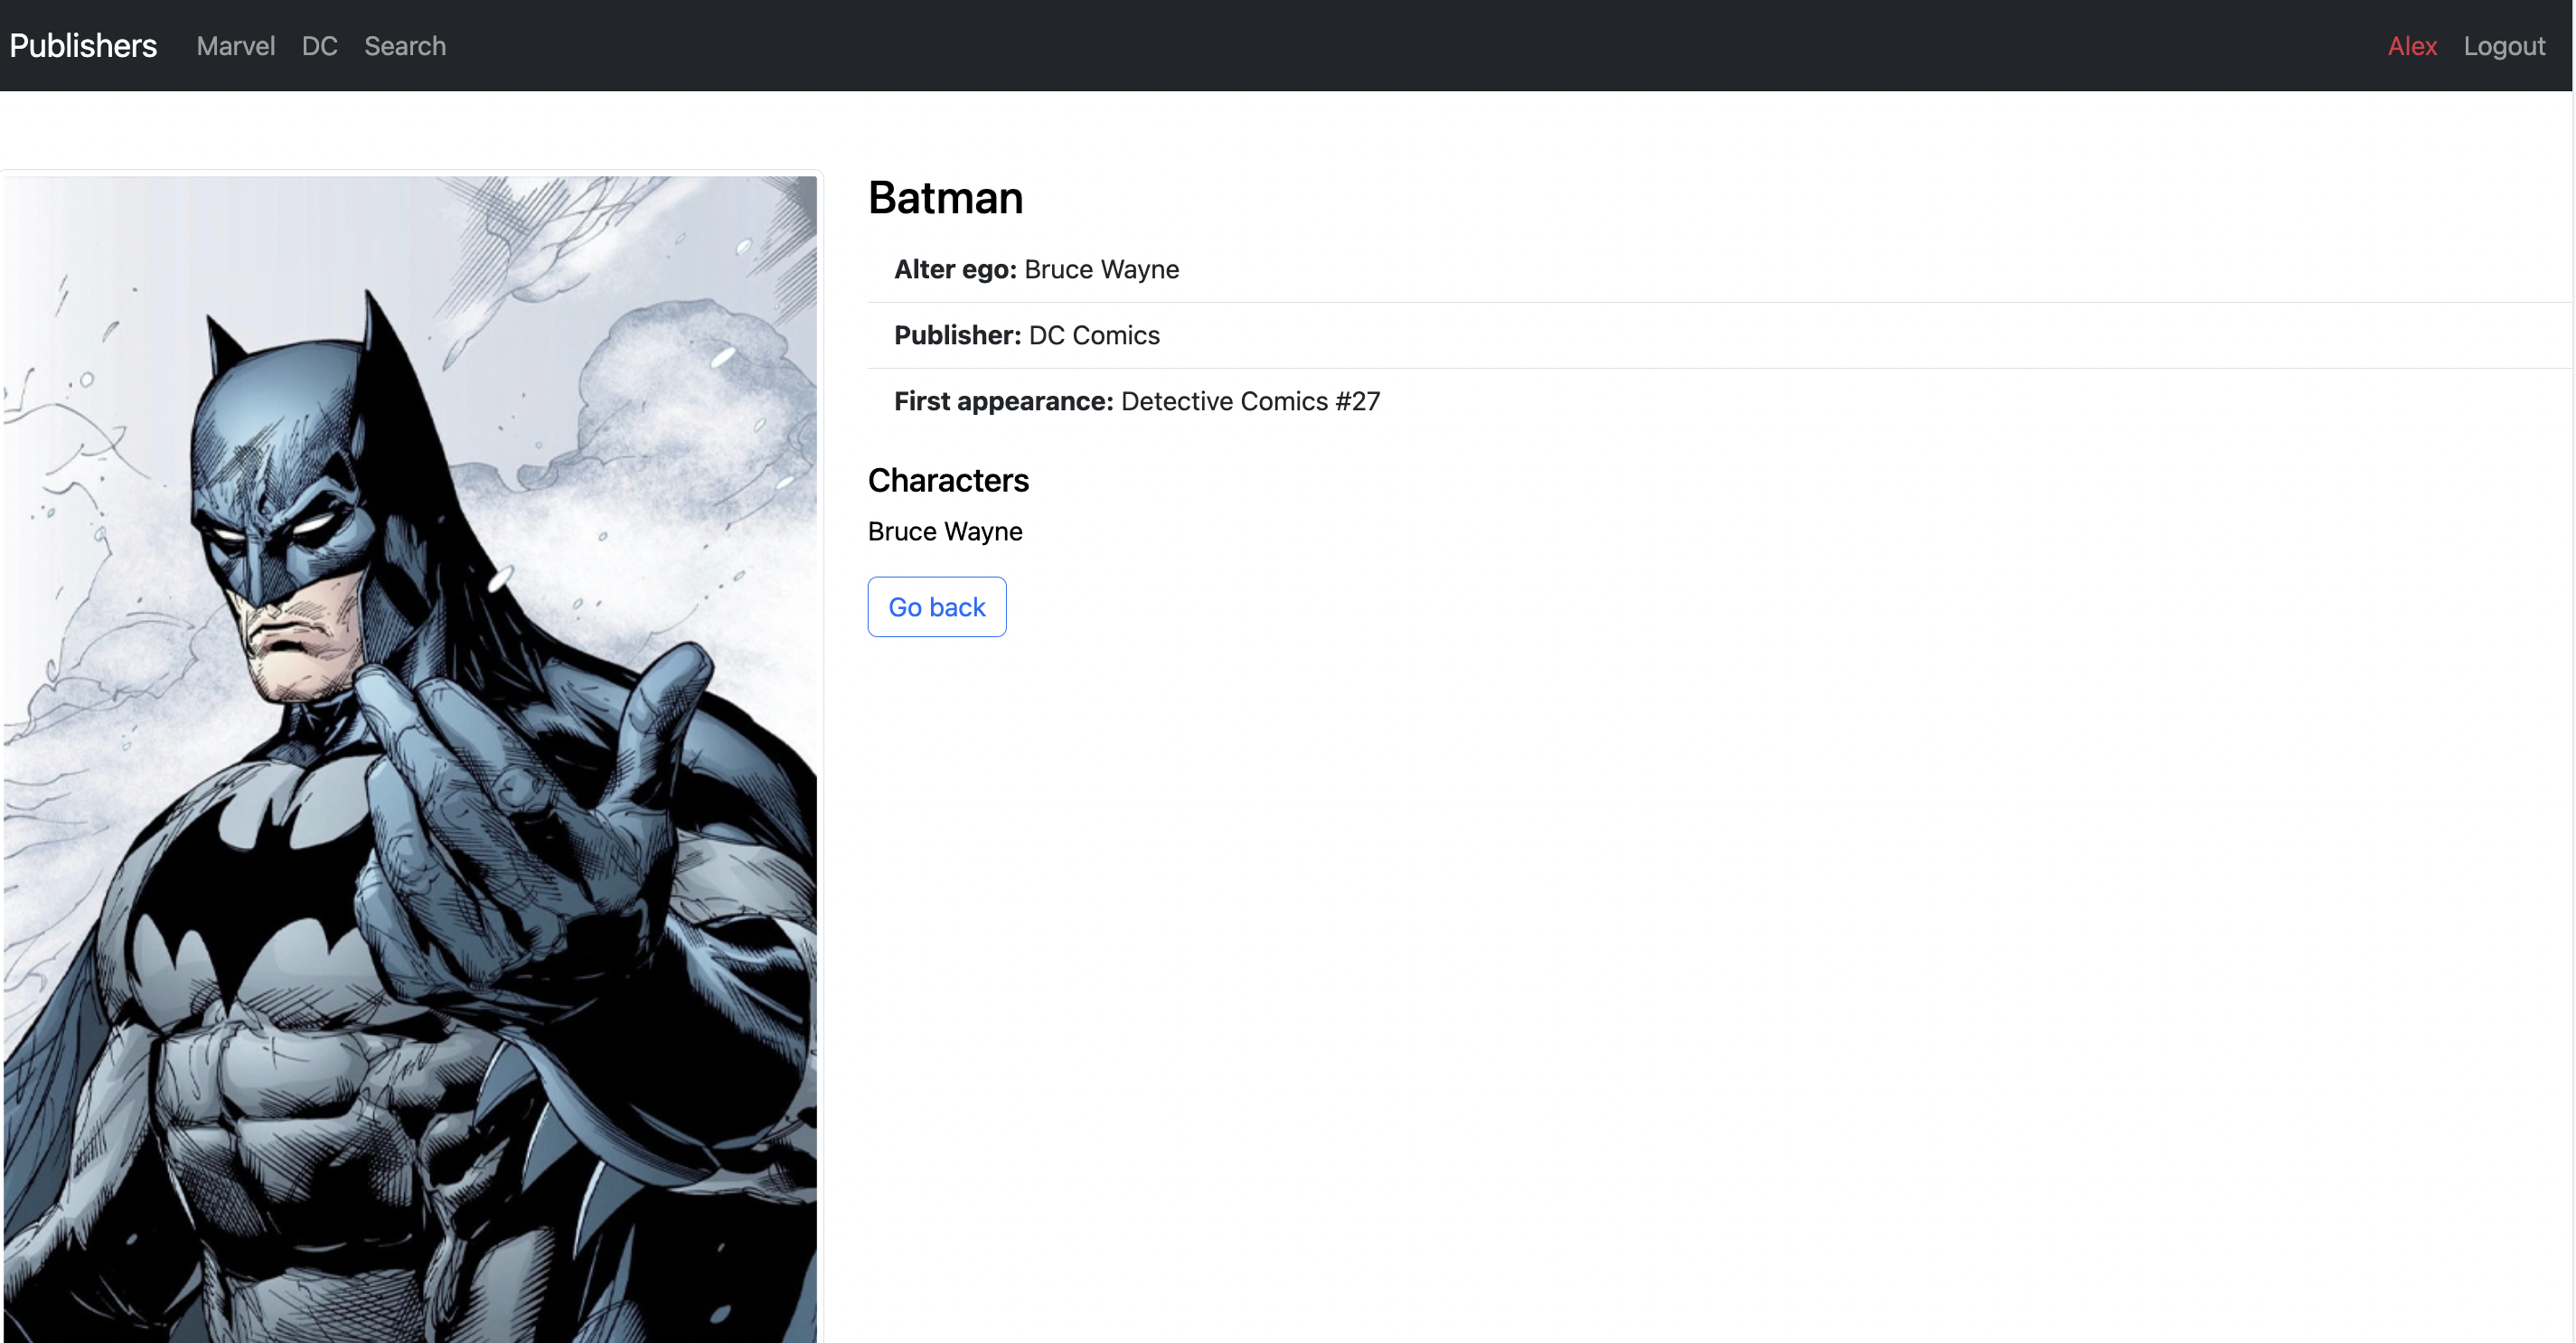 Publishers Marvel DC Search Alex Logout
Batman
Alter ego: Bruce Wayne
Publisher: DC Comics
First appearance: Detective Comics #27
Characters
Bruce Wayne
Go back